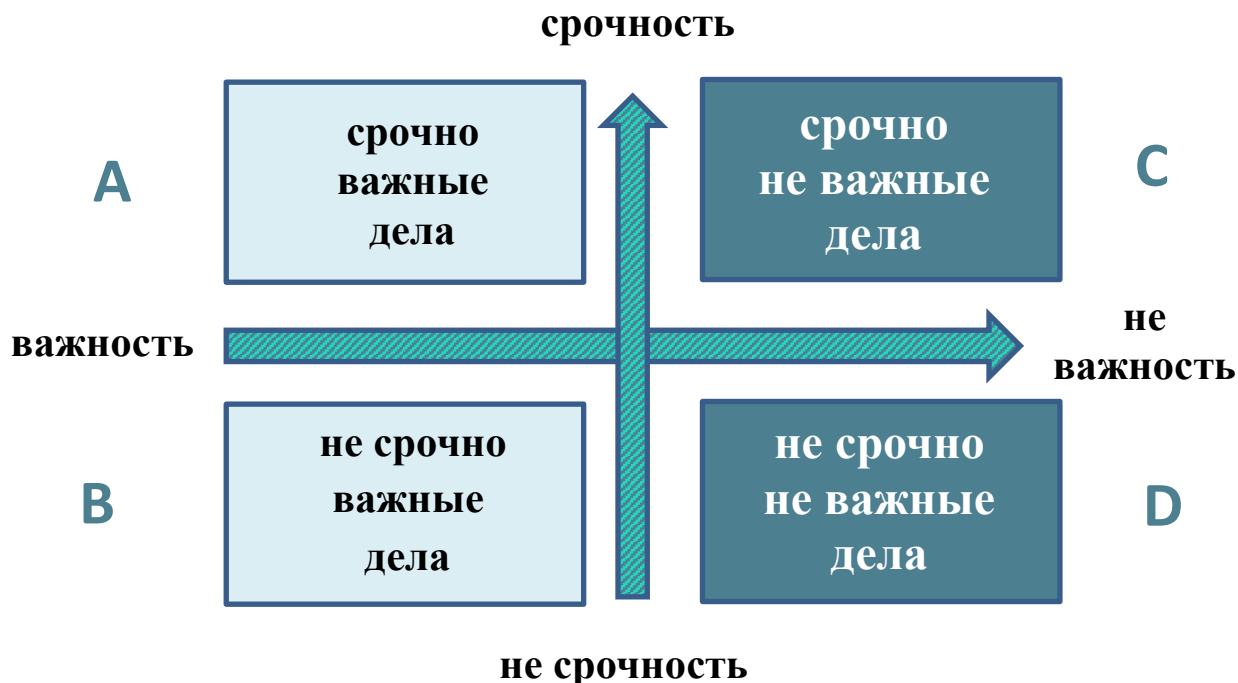 срочность
A
срочно
важные
дела
срочно
не важные
дела
C
важность
не
важность
B
не срочно
важные
дела
не срочно
не важные
дела
D
не срочность